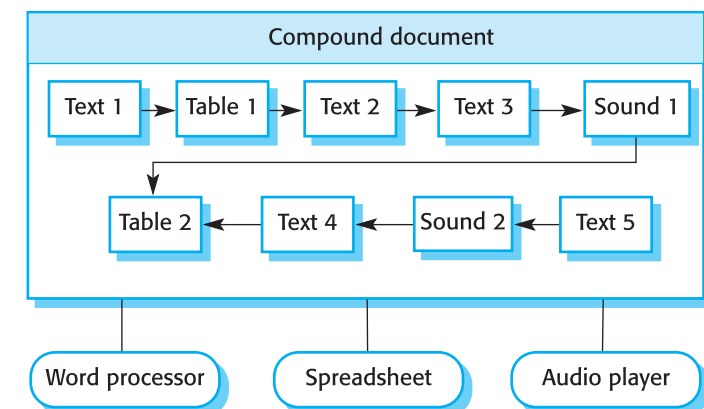 Compound document
Text 1
Table 1
Text 2
Text 3
Sound 1
Table 2
Text 4
Sound 2
Text 5
Word processor
Spreadsheet
Audio player